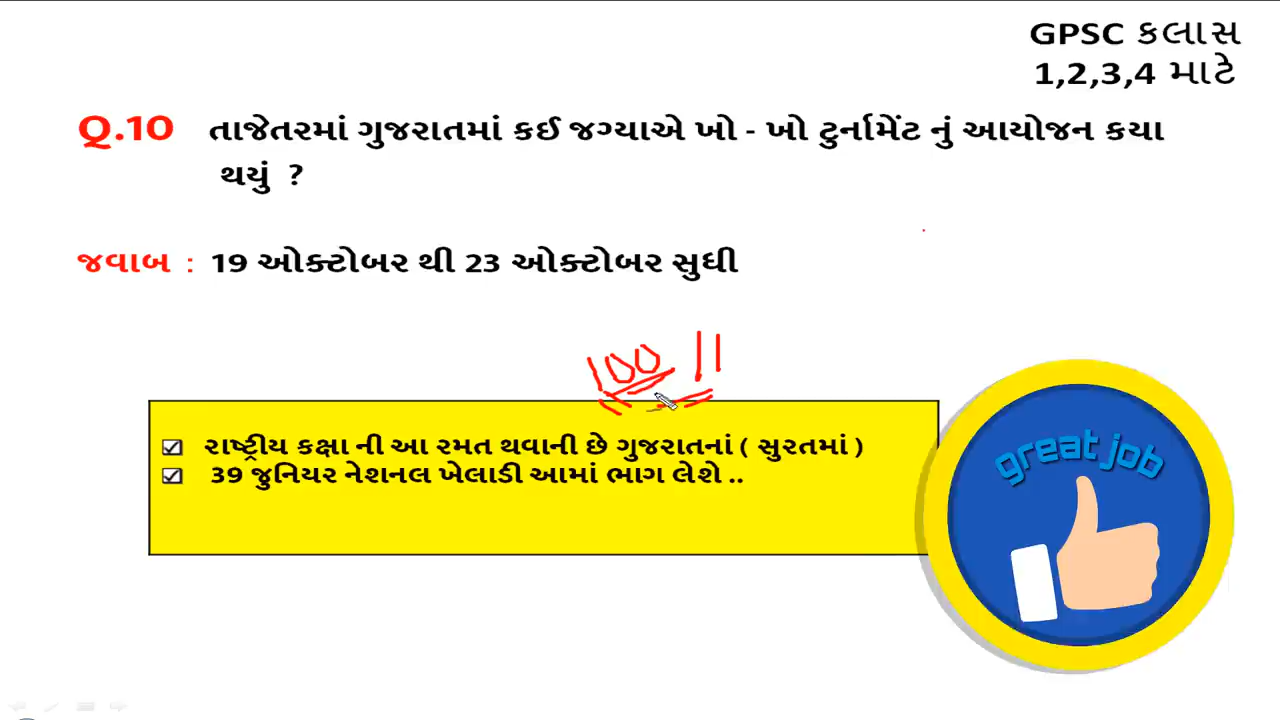 GPSC કલાસ
1,2,3,4 માટે
Q.10 તાજેતરમાં ગુજરાતમાં કઈ જગ્યાએ ખો - ખો ટુર્નામેંટ નું આયોજન કયા
થયું ?
જવાબ : 19 ઓક્ટોબર થી 23 ઓક્ટોબર સુધી
100 11
રાષ્ટ્રીય કક્ષા ની આ રમત થવાની છે ગુજરાતનાં ( સુરતમાં )
39 જુનિયર નેશનલ ખેલાડી આમાં ભાગ લેશે ..
great job